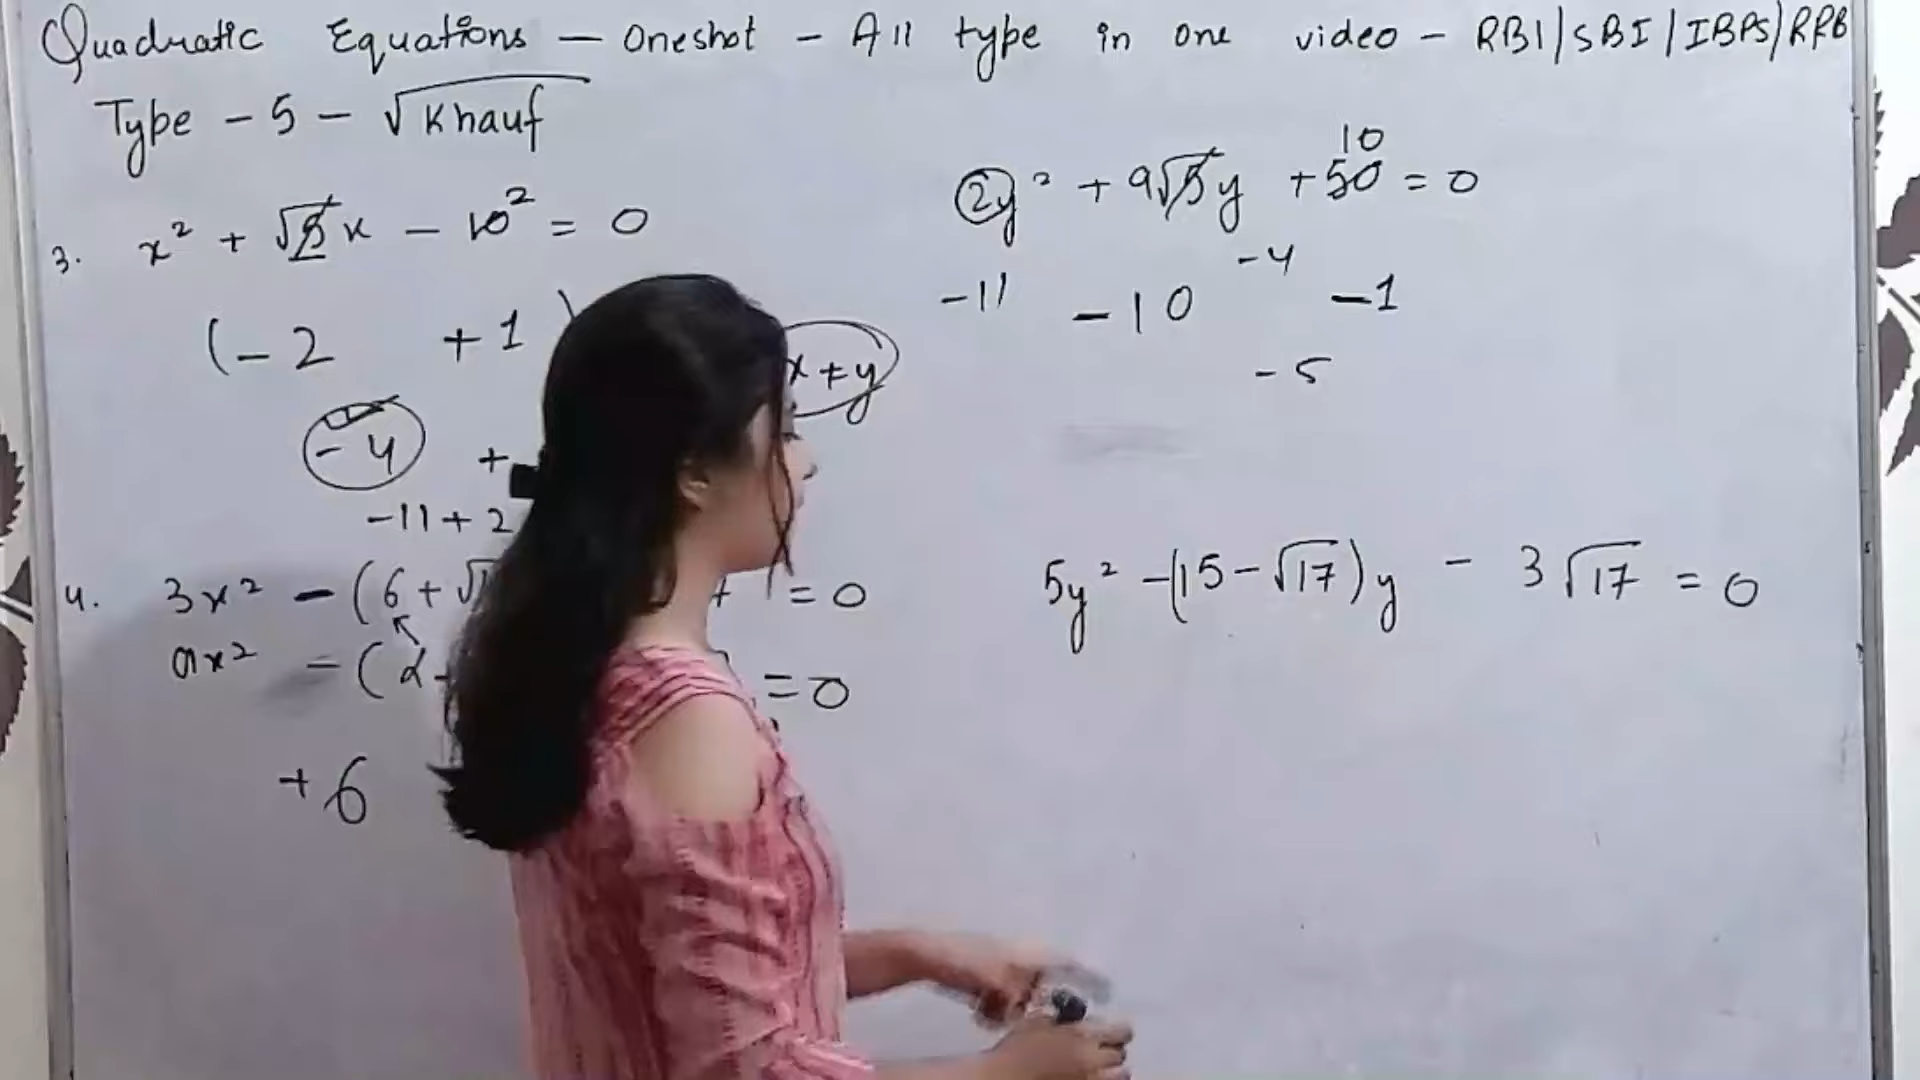 Quadratic Equations - Oneshot - All type in one video - RBI/SBI/IBPS/RRB
Type - 5 - √Khauf
3. x² + √5x - 10² = 0
(-2 +1)
x ≠ y
-4 +
-11 + 2
4. 3x² - (6 + √1 + = 0
ax² - (α = 0
+6
2y² + 9√5y + 50 = 0
10
-11 -10 -4 -1
-5
5y² - (15 - √17)y - 3√17 = 0